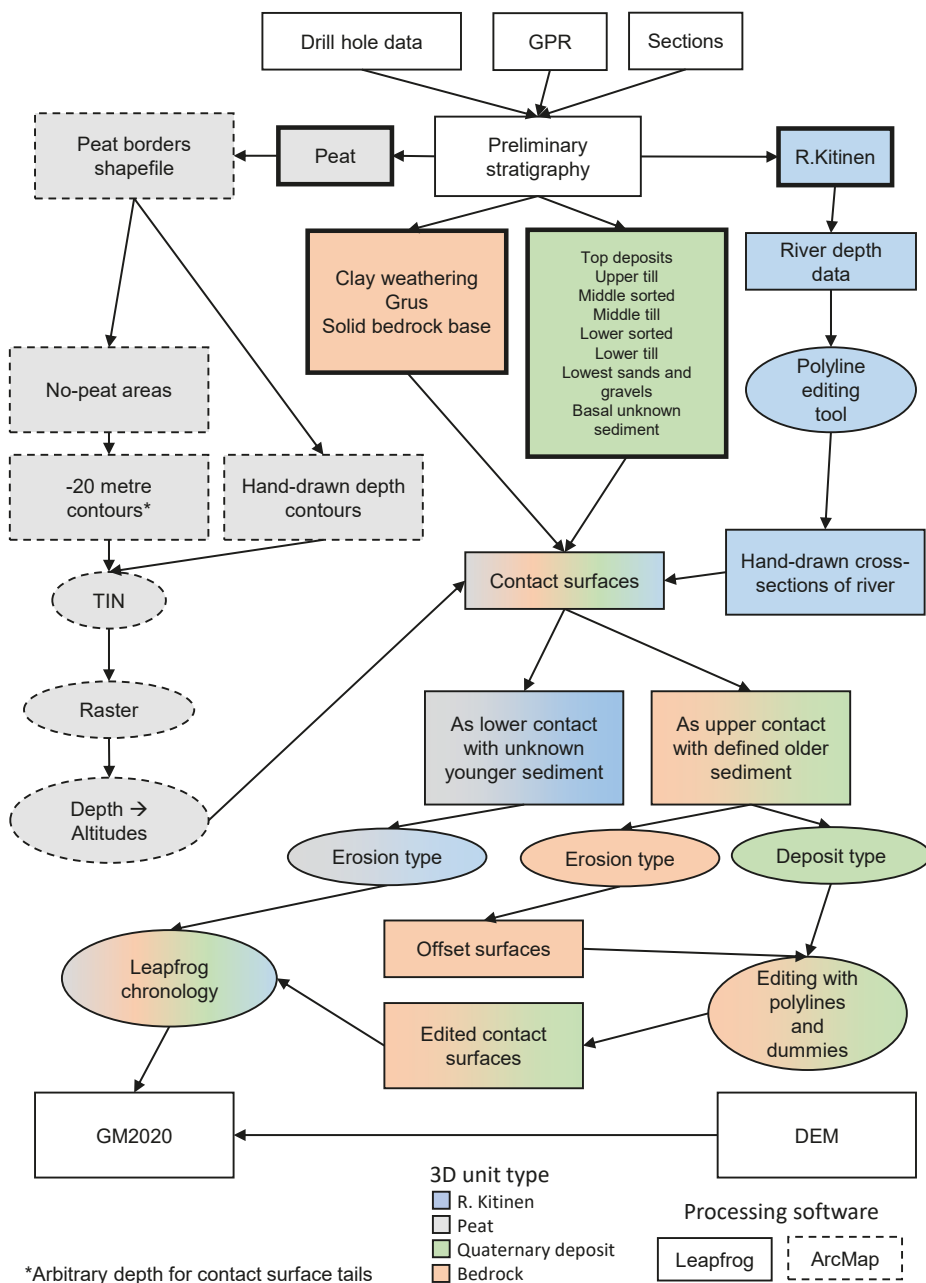 Drill hole data
GPR
Sections
Peat borders
shapefile
Peat
Preliminary
stratigraphy
R.Kitinen
Clay weathering
Grus
Solid bedrock base
Top deposits
Upper till
Middle sorted
Middle till
Lower sorted
Lower till
Lowest sands and
gravels
Basal unknown
sediment
River depth
data
No-peat areas
Polyline
editing
tool
-20 metre
contours*
Hand-drawn depth
contours
TIN
Contact surfaces
Hand-drawn cross-
sections of river
Raster
As lower contact
with unknown
younger sediment
As upper contact
with defined older
sediment
Depth →
Altitudes
Erosion type
Erosion type
Deposit type
Leapfrog
chronology
Offset surfaces
Editing with
polylines
and
dummies
Edited contact
surfaces
GM2020
DEM
3D unit type
R. Kitinen
Peat
Quaternary deposit
Bedrock
Processing software
Leapfrog
ArcMap
*Arbitrary depth for contact surface tails